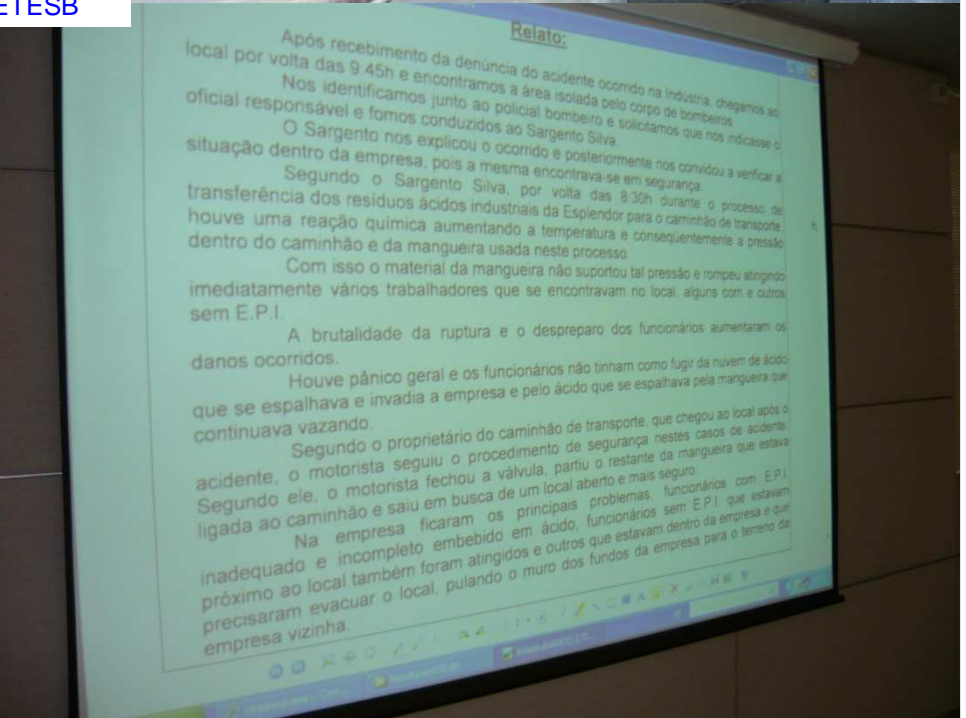 ETESB
Relato:
Após recebimento da denúncia do acidente ocorrido na Indústria, chegamos ao
local por volta das 9:45h e encontramos a área isolada pelo corpo de bombeiros.
Nos identificamos junto ao policial bombeiro e solicitamos que nos indicasse o
oficial responsável e fomos conduzidos ao Sargento Silva.
O Sargento nos explicou o ocorrido e posteriormente nos convidou a verificar a
situação dentro da empresa, pois a mesma encontrava-se em segurança.
Segundo o Sargento Silva, por volta das 8:30h durante o processo de
transferência dos resíduos ácidos industriais da Esplendor para o caminhão de transporte,
houve uma reação química aumentando a temperatura e conseqüentemente a pressão
dentro do caminhão e da mangueira usada neste processo.
Com isso o material da mangueira não suportou tal pressão e rompeu atingindo
imediatamente vários trabalhadores que se encontravam no local, alguns com e outros
sem E.P.I.
A brutalidade da ruptura e o despreparo dos funcionários aumentaram os
danos ocorridos.
Houve pânico geral e os funcionários não tinham como fugir da nuvem de ácido
que se espalhava e invadia a empresa e pelo ácido que se espalhava pela mangueira que
continuava vazando.
Segundo o proprietário do caminhão de transporte, que chegou ao local após o
acidente, o motorista seguiu o procedimento de segurança nestes casos de acidente.
Segundo ele, o motorista fechou a válvula, partiu o restante da mangueira que estava
ligada ao caminhão e saiu em busca de um local aberto e mais seguro.
Na empresa ficaram os principais problemas, funcionários com E.P.I.
inadequado e incompleto embebido em ácido, funcionários sem E.P.I. que estavam
próximo ao local também foram atingidos e outros que estavam dentro da empresa e que
precisaram evacuar o local, pulando o muro dos fundos da empresa para o terreno da
empresa vizinha.